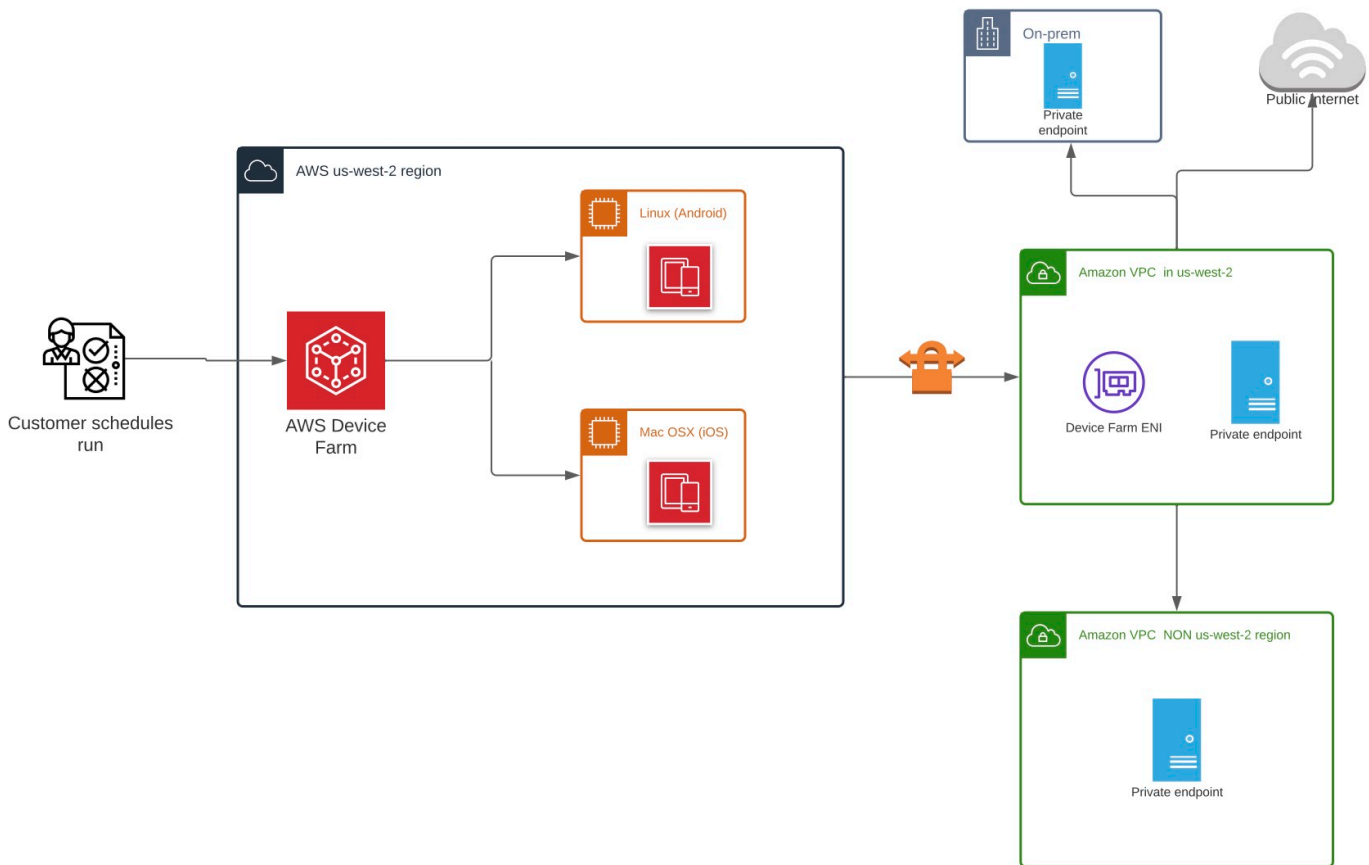 On-prem
Private
endpoint
Public Internet
AWS us-west-2 region
Linux (Android)
Customer schedules
run
AWS Device
Farm
Mac OSX (iOS)
Amazon VPC in us-west-2
Device Farm ENI
Private endpoint
Amazon VPC NON us-west-2 region
Private endpoint